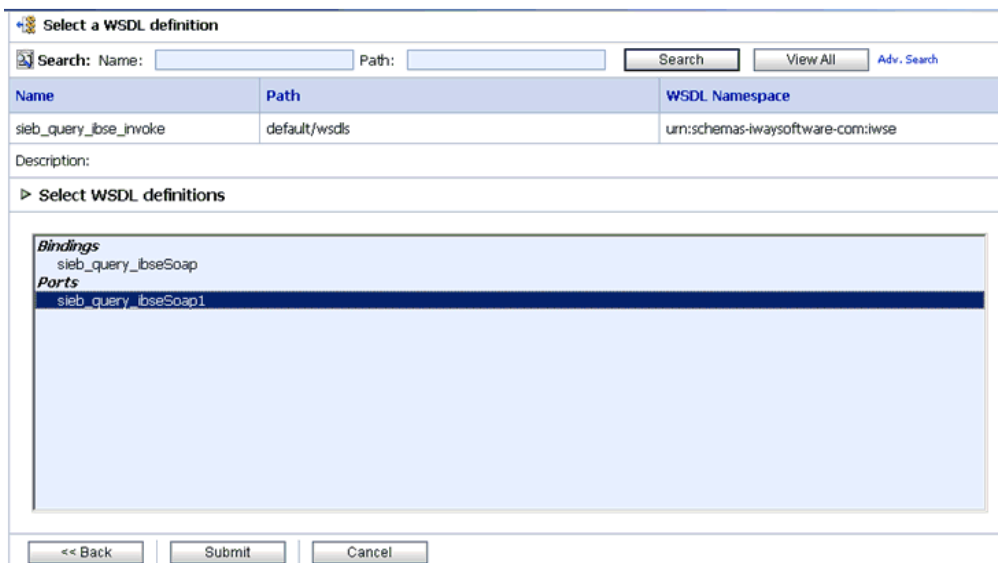 Select a WSDL definition
Search: Name: Path: Search View All Adv. Search
Name Path WSDL Namespace
sieb_query_ibse_invoke default/wsdls urn:schemas-iwaysoftware-com:iwse
Description:
Select WSDL definitions
Bindings
sieb_query_ibseSoap
Ports
sieb_query_ibseSoap1
<< Back Submit Cancel